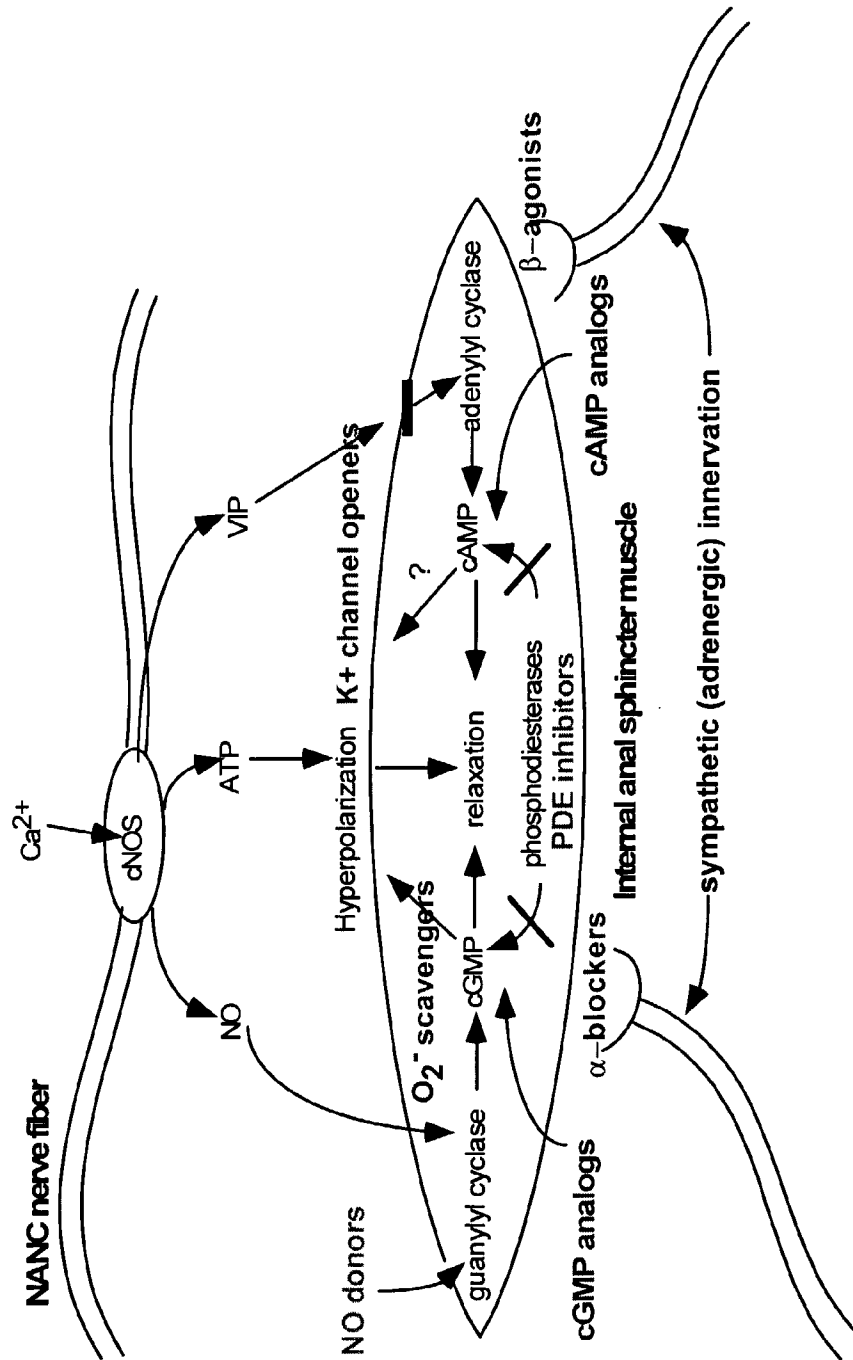 NANC nerve fiber
Ca2+
cNOS
NO
ATP
VIP
NO donors
Hyperpolarization
K+ channel openers
O2- scavengers
?
guanylyl cyclase
cGMP
relaxation
cAMP
adenylyl cyclase
phosphodiesterases
PDE inhibitors
cGMP analogs
α-blockers
Internal anal sphincter muscle
cAMP analogs
β-agonists
sympathetic (adrenergic) innervation